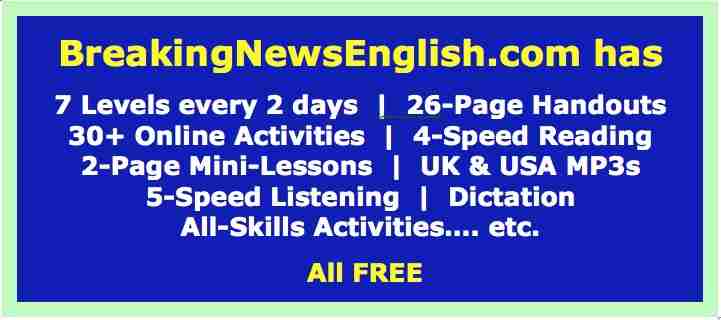 BreakingNewsEnglish.com has
7 Levels every 2 days | 26-Page Handouts
30+ Online Activities | 4-Speed Reading
2-Page Mini-Lessons | UK & USA MP3s
5-Speed Listening | Dictation
All-Skills Activities.... etc.
All FREE